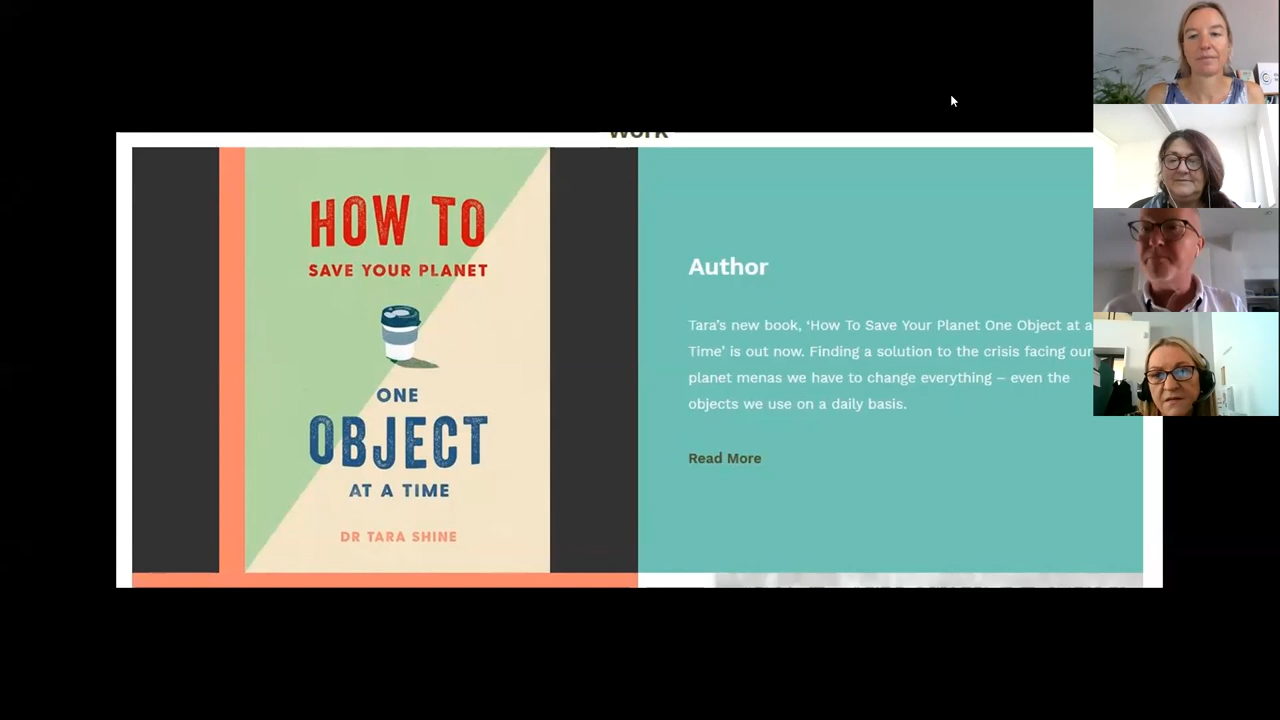 Work
HOW TO
SAVE YOUR PLANET
ONE
OBJECT
AT A TIME
DR TARA SHINE
Author
Tara's new book, ‘How To Save Your Planet One Object at a
Time’ is out now. Finding a solution to the crisis facing our
planet menas we have to change everything – even the
objects we use on a daily basis.
Read More